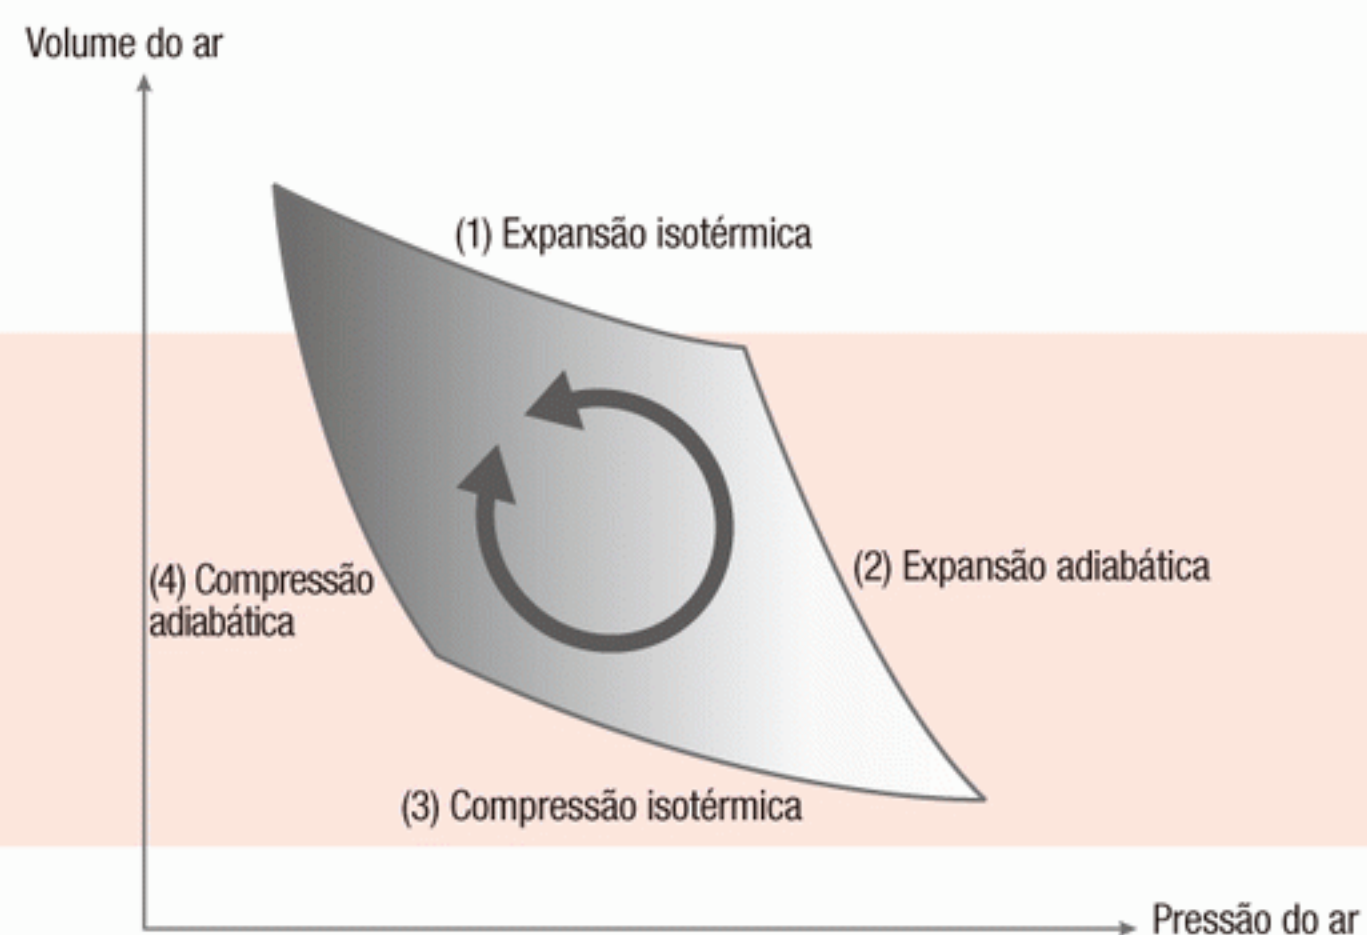 Volume do ar
(1) Expansão isotérmica
(2) Expansão adiabática
(4) Compressão
adiabática
(3) Compressão isotérmica
Pressão do ar